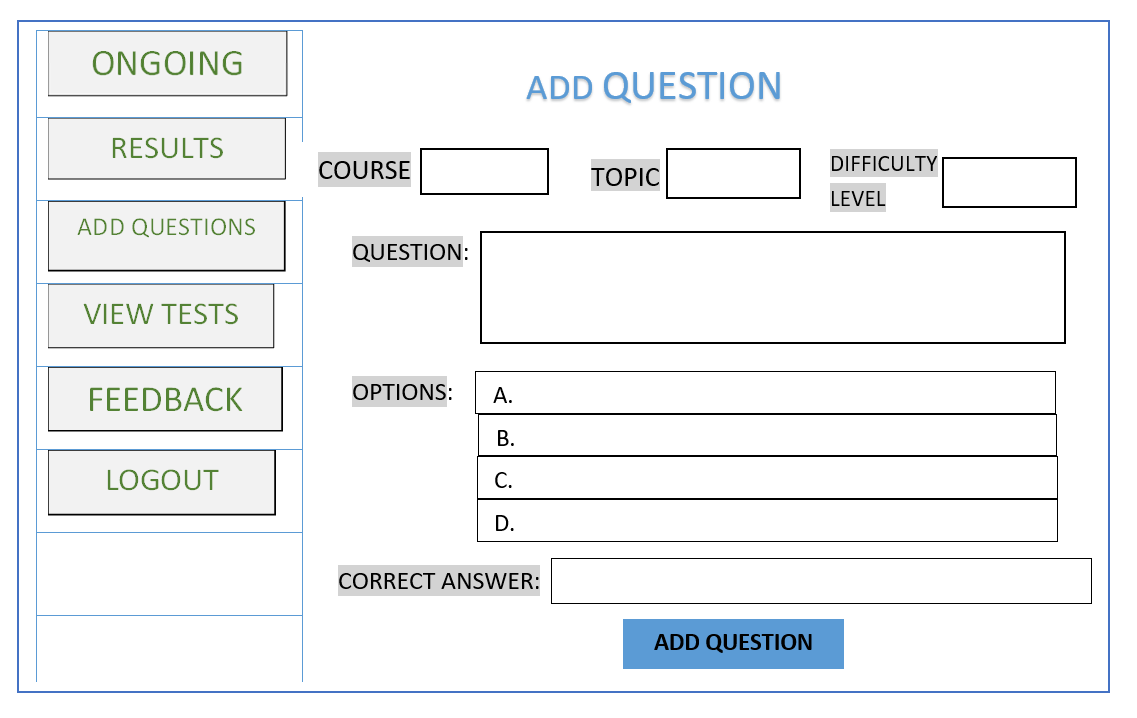 ONGOING
RESULTS
ADD QUESTIONS
VIEW TESTS
FEEDBACK
LOGOUT
ADD QUESTION
COURSE
TOPIC
DIFFICULTY
LEVEL
QUESTION:
OPTIONS:
A.
B.
C.
D.
CORRECT ANSWER:
ADD QUESTION